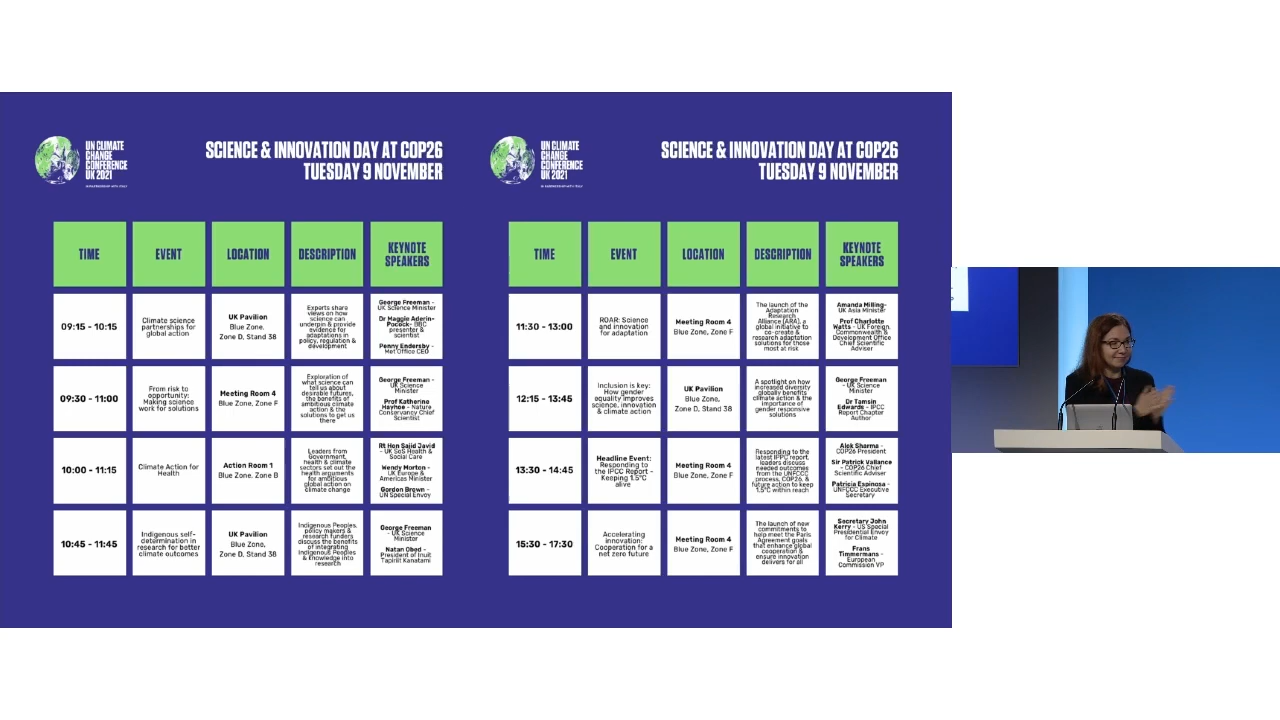 UN CLIMATE
CHANGE
CONFERENCE
UK 2021
IN PARTNERSHIP WITH ITALY
SCIENCE & INNOVATION DAY AT COP26
TUESDAY 9 NOVEMBER
TIME
EVENT
LOCATION
DESCRIPTION
KEYNOTE
SPEAKERS
09:15 - 10:15
Climate science
partnerships for
global action
UK Pavilion
Blue Zone,
Zone D, Stand 38
Experts share
views on how
science can
underpin & provide
evidence for
adaptations in
policy, regulation &
development
George Freeman -
UK Science Minister
Dr Maggie Aderin-
Pocock- BBC
presenter &
scientist
Penny Endersby -
Met Office CEO
09:30 - 11:00
From risk to
opportunity:
Making science
work for solutions
Meeting Room 4
Blue Zone, Zone F
Exploration of
what science can
tell us about
desirable futures,
the benefits of
ambitious climate
action & the
solutions to get us
there
George Freeman -
UK Science
Minister
Prof Katherine
Hayhoe - Nature
Conservancy Chief
Scientist
10:00 - 11:15
Climate Action for
Health
Action Room 1
Blue Zone, Zone B
Leaders from
Government,
health & climate
sectors set out the
health arguments
for ambitious
global action on
climate change
Rt Hon Sajid Javid
- UK SoS Health &
Social Care
Wendy Morton -
UK Europe &
Americas Minister
Gordon Brown -
UN Special Envoy
10:45 - 11:45
Indigenous self-
determination in
research for better
climate outcomes
UK Pavilion
Blue Zone,
Zone D, Stand 38
Indigenous Peoples,
policy makers &
research funders
discuss the benefits
of integrating
Indigenous Peoples
& knowledge into
research
George Freeman
- UK Science
Minister
Natan Obed -
President of Inuit
Tapiriit Kanatami
UN CLIMATE
CHANGE
CONFERENCE
UK 2021
IN PARTNERSHIP WITH ITALY
SCIENCE & INNOVATION DAY AT COP26
TUESDAY 9 NOVEMBER
TIME
EVENT
LOCATION
DESCRIPTION
KEYNOTE
SPEAKERS
11:30 - 13:00
ROAR: Science
and innovation
for adaptation
Meeting Room 4
Blue Zone, Zone F
The launch of the
Adaptation
Research
Alliance (ARA), a
global initiative to
co-create &
research adaptation
solutions for those
most at risk
Amanda Milling-
UK Asia Minister
Prof Charlotte
Watts - UK Foreign,
Commonwealth &
Development Office
Chief Scientific
Adviser
12:15 - 13:45
Inclusion is key:
How gender
equality improves
science, innovation
& climate action
UK Pavilion
Blue Zone,
Zone D, Stand 38
A spotlight on how
increased diversity
globally benefits
climate action & the
importance of
gender responsive
solutions
George Freeman
- UK Science
Minister
Dr Tamsin
Edwards - IPCC
Report Chapter
Author
13:30 - 14:45
Headline Event:
Responding to
the IPCC Report -
Keeping 1.5°C
alive
Meeting Room 4
Blue Zone, Zone F
Responding to the
latest IPPC report,
leaders discuss
needed outcomes
from the UNFCCC
process, COP26, &
future action to keep
1.5°C within reach
Alok Sharma -
COP26 President
Sir Patrick Vallance
- COP26 Chief
Scientific Adviser
Patricia Espinosa -
UNFCCC Executive
Secretary
15:30 - 17:30
Accelerating
innovation:
Cooperation for a
net zero future
Meeting Room 4
Blue Zone, Zone F
The launch of new
commitments to
help meet the Paris
Agreement goals
that enhance global
cooperation &
ensure innovation
delivers for all
Secretary John
Kerry - US Special
Presidential Envoy
for Climate
Frans
Timmermans -
European
Commission VP